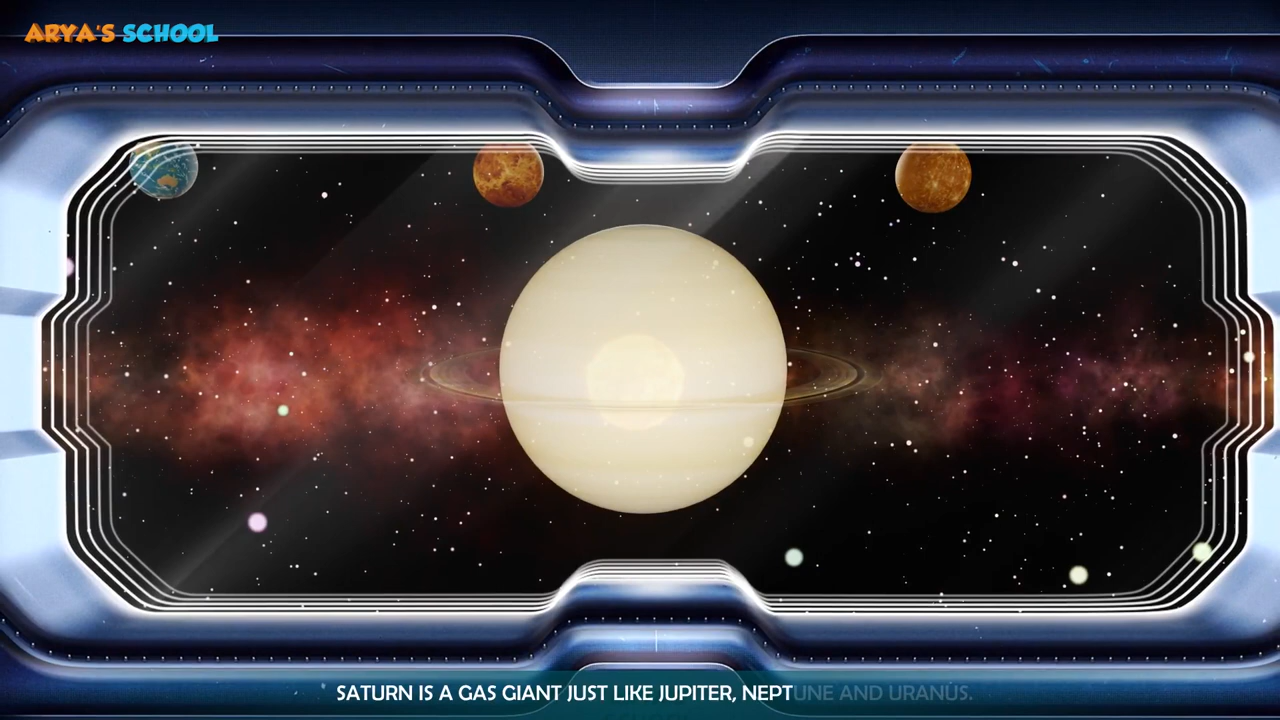 ARYA'S SCHOOL
SATURN IS A GAS GIANT JUST LIKE JUPITER, NEPTUNE AND URANUS.